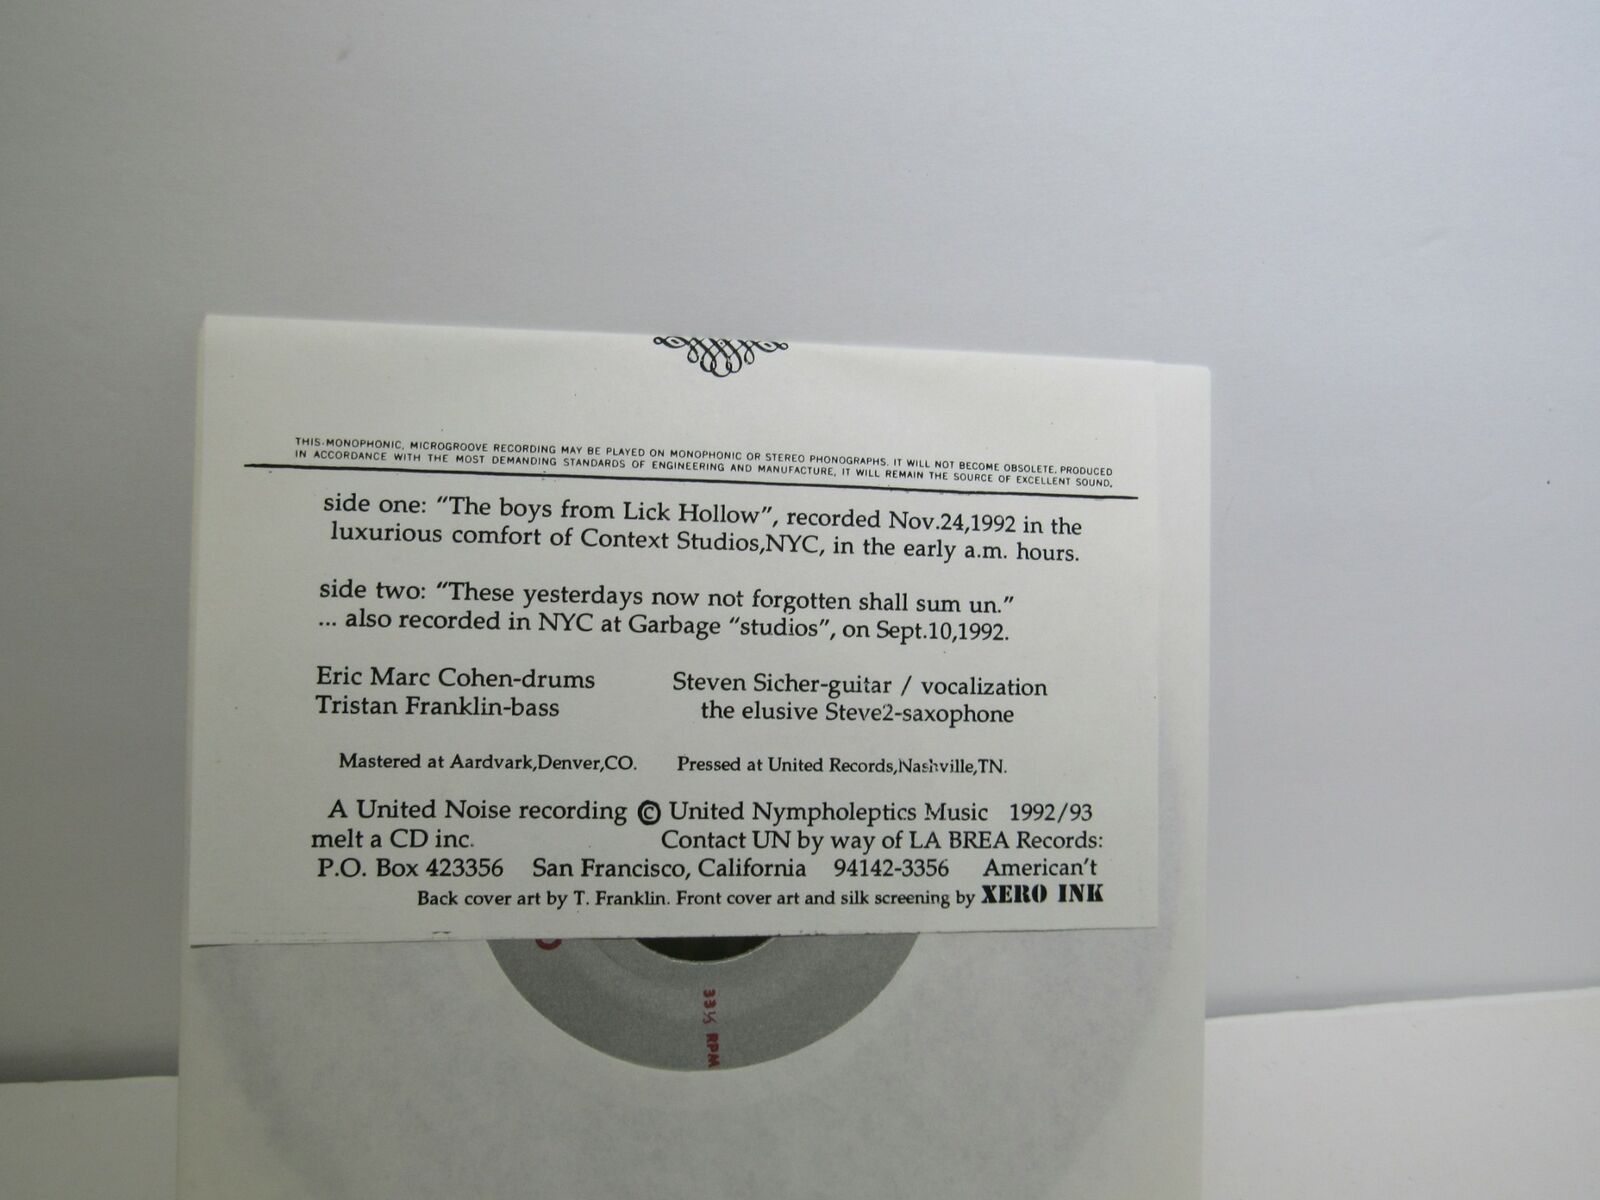 THIS MONOPHONIC, MICROGROOVE RECORDING MAY BE PLAYED ON MONOPHONIC OR STEREO PHONOGRAPHS. IT WILL NOT BECOME OBSOLETE. PRODUCED
IN ACCORDANCE WITH THE MOST DEMANDING STANDARDS OF ENGINEERING AND MANUFACTURE, IT WILL REMAIN THE SOURCE OF EXCELLENT SOUND.
side one: "The boys from Lick Hollow", recorded Nov.24,1992 in the
luxurious comfort of Context Studios,NYC, in the early a.m. hours.
side two: "These yesterdays now not forgotten shall sum un."
... also recorded in NYC at Garbage "studios", on Sept.10,1992.
Eric Marc Cohen-drums Steven Sicher-guitar / vocalization
Tristan Franklin-bass the elusive Steve2-saxophone
Mastered at Aardvark,Denver,CO. Pressed at United Records,Nashville,TN.
A United Noise recording © United Nympholeptics Music 1992/93
melt a CD inc. Contact UN by way of LA BREA Records:
P.O. Box 423356 San Francisco, California 94142-3356 American't
Back cover art by T. Franklin. Front cover art and silk screening by XERO INK
33⅓ RPM